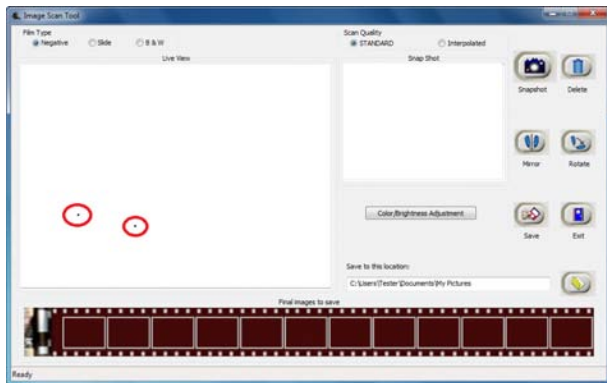 Image Scan Tool
Film Type
Negative
Slide
B & W
Scan Quality
STANDARD
Interpolated
Live View
Snap Shot
Snapshot
Delete
Mirror
Rotate
Color/Brightness Adjustment
Save
Exit
Save to this location:
C:\Users\Tester\Documents\My Pictures
Final images to save
Ready